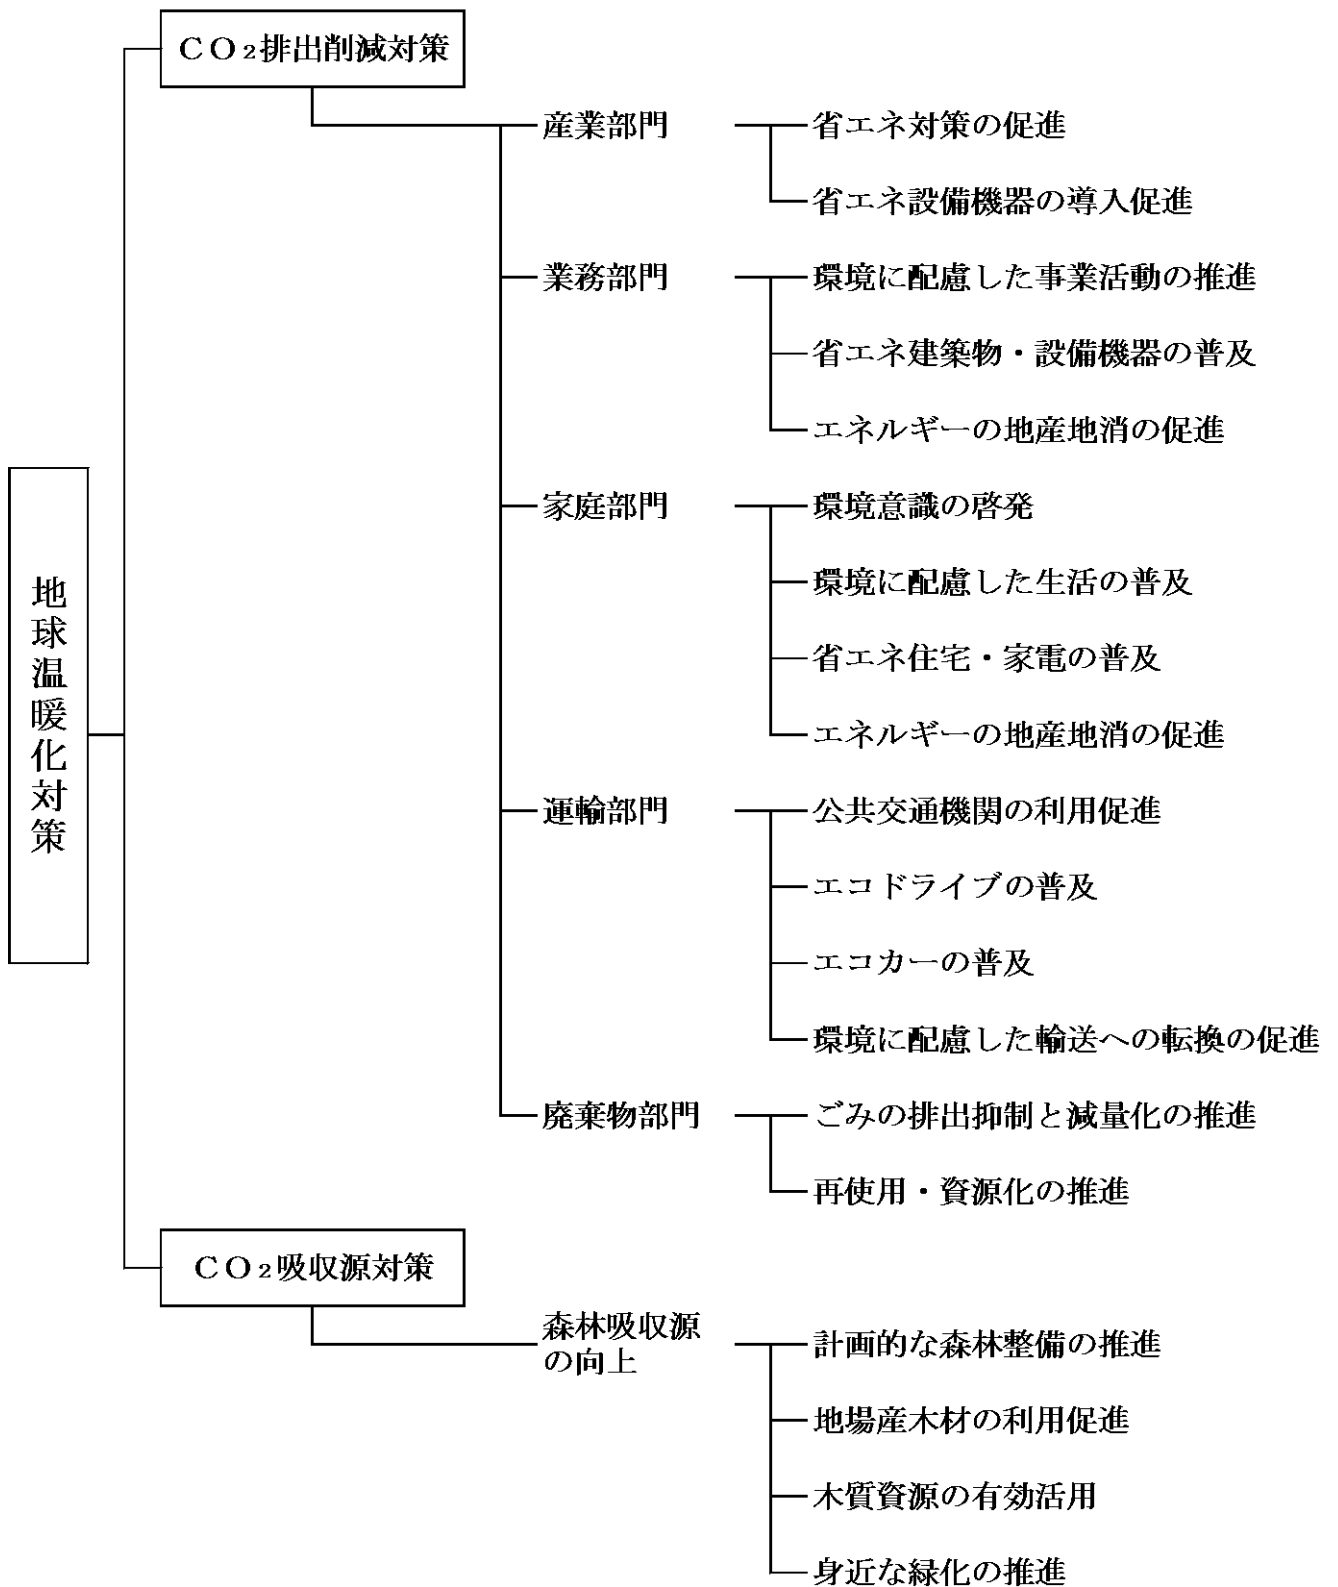 地球温暖化対策
ＣＯ₂排出削減対策
産業部門
省エネ対策の促進
省エネ設備機器の導入促進
業務部門
環境に配慮した事業活動の推進
省エネ建築物・設備機器の普及
エネルギーの地産地消の促進
家庭部門
環境意識の啓発
環境に配慮した生活の普及
省エネ住宅・家電の普及
エネルギーの地産地消の促進
運輸部門
公共交通機関の利用促進
エコドライブの普及
エコカーの普及
環境に配慮した輸送への転換の促進
廃棄物部門
ごみの排出抑制と減量化の推進
再使用・資源化の推進
ＣＯ₂吸収源対策
森林吸収源
の向上
計画的な森林整備の推進
地場産木材の利用促進
木質資源の有効活用
身近な緑化の推進